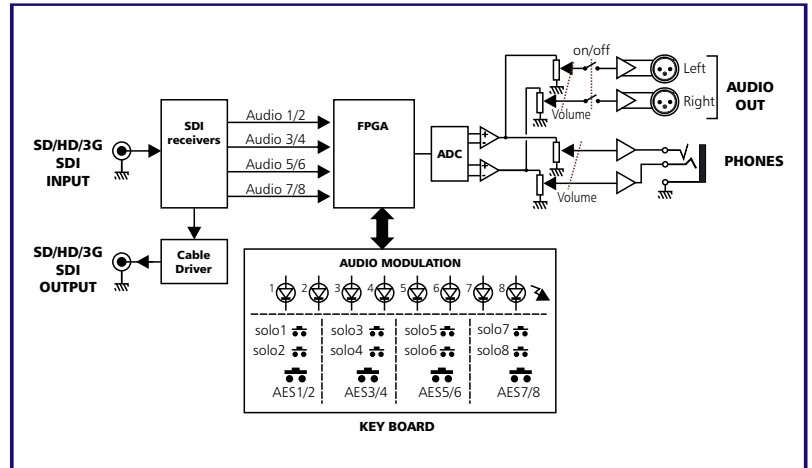 SD/HD/3G
SDI
INPUT
SDI
receivers
Audio 1/2
Audio 3/4
Audio 5/6
Audio 7/8
FPGA
ADC
+
-
+
-
on/off
Volume
Left
Right
AUDIO
OUT
Volume
PHONES
SD/HD/3G
SDI
OUTPUT
Cable
Driver
AUDIO MODULATION
1 2 3 4 5 6 7 8
solo1 solo3 solo5 solo7
solo2 solo4 solo6 solo8
AES1/2 AES3/4 AES5/6 AES7/8
KEY BOARD